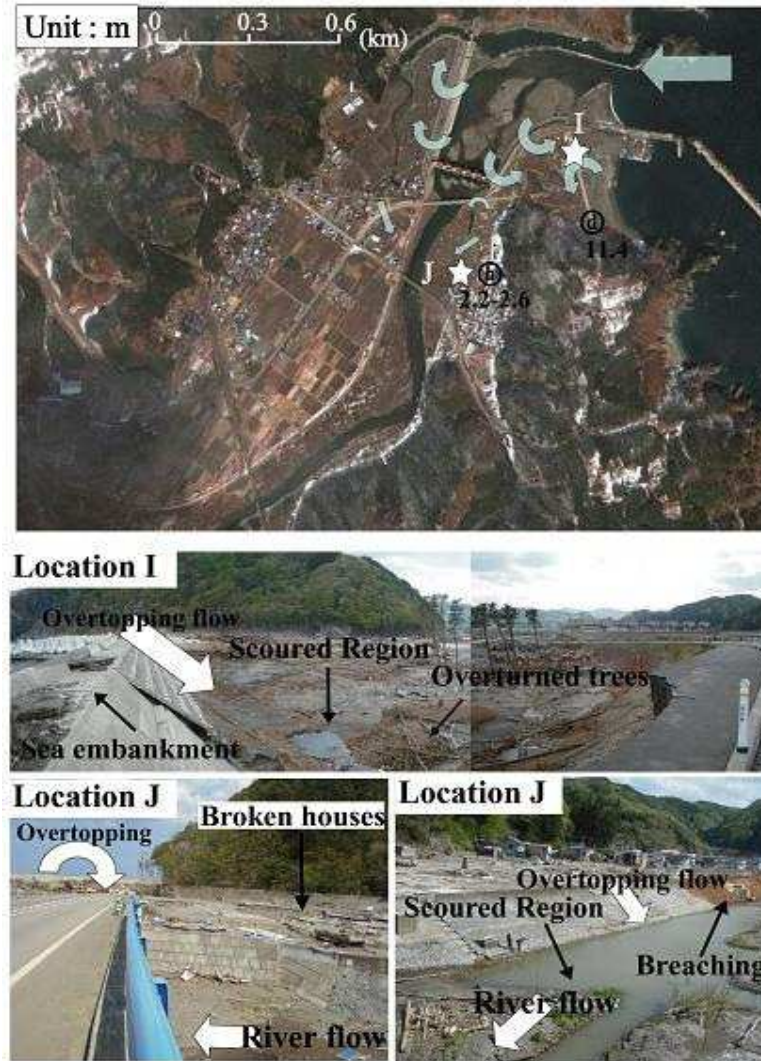 Unit : m
0 0.3 0.6
(km)
I
d
11.4
J
h
2.2-2.6
Location I
Overtopping flow
Scoured Region
Overturned trees
Sea embankment
Location J
Overtopping
Broken houses
River flow
Location J
Overtopping flow
Scoured Region
Breaching
River flow